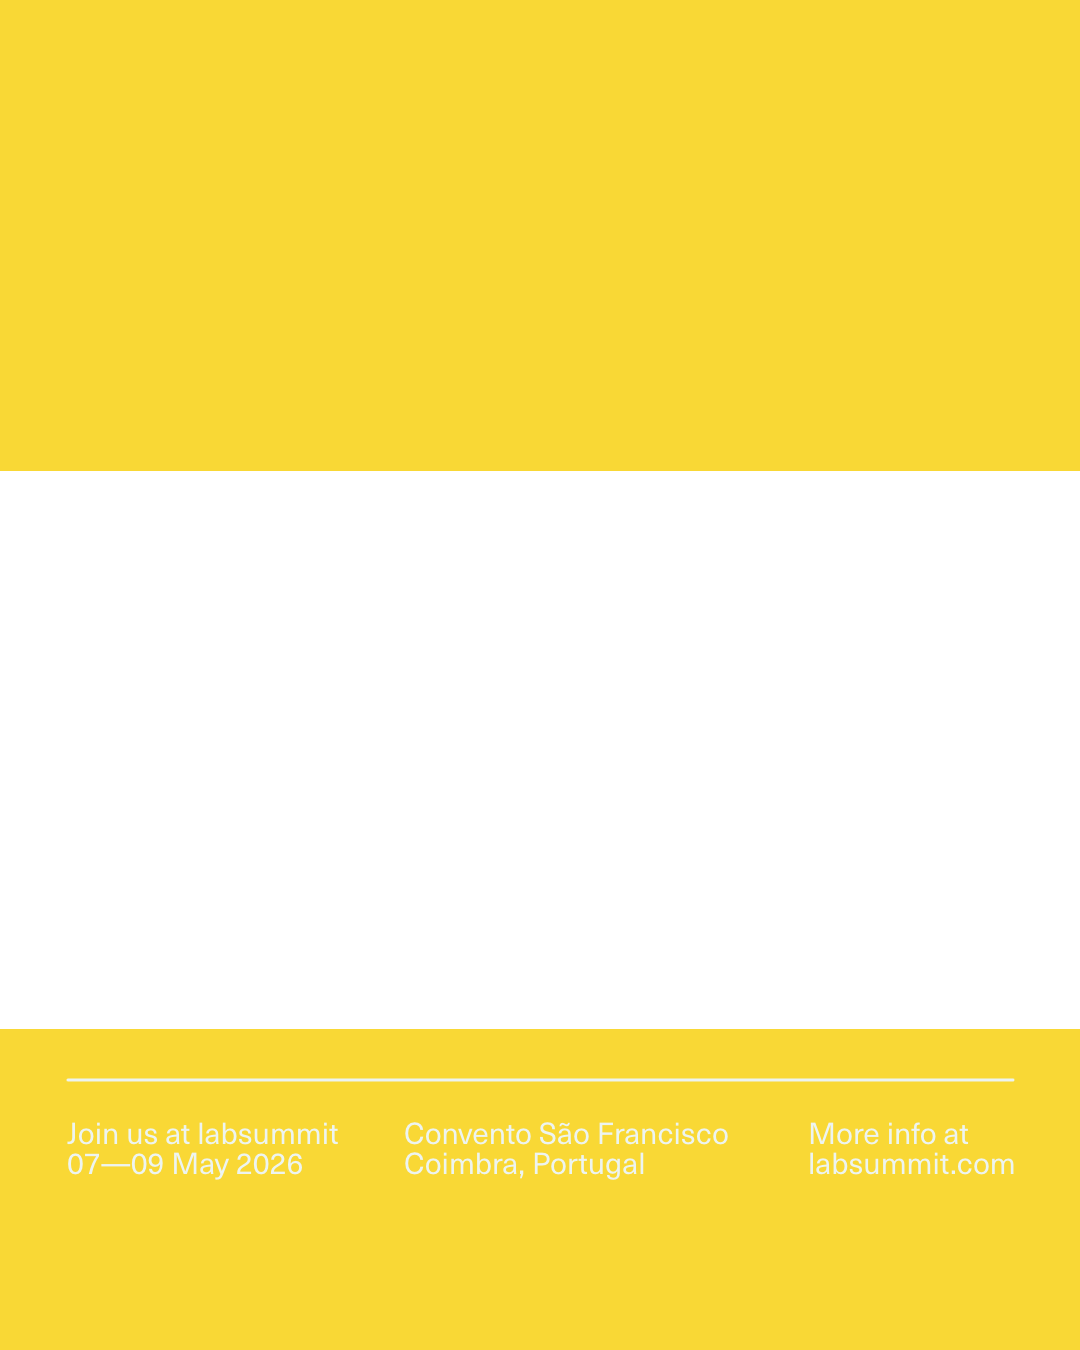 Join us at labsummit
07—09 May 2026
Convento São Francisco
Coimbra, Portugal
More info at
labsummit.com